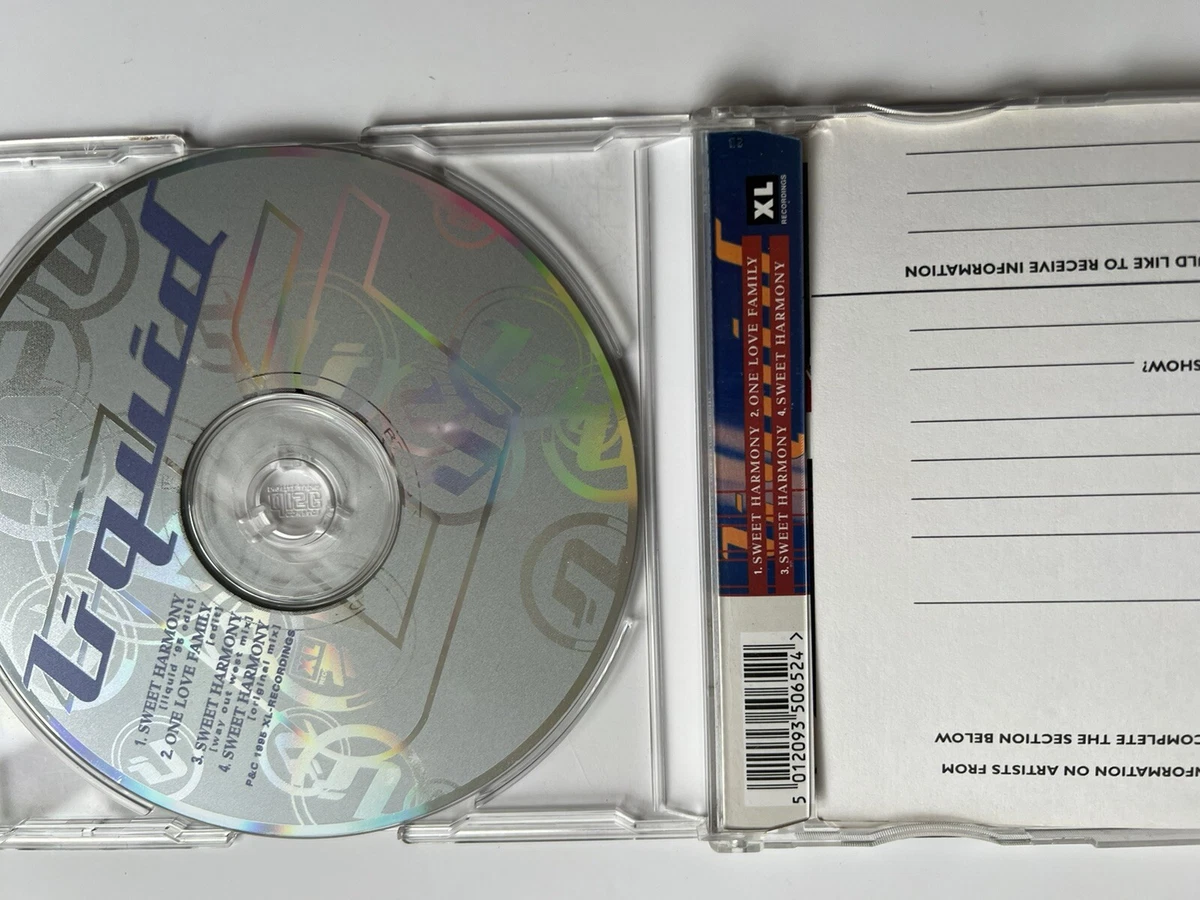 Liquid
1. SWEET HARMONY
[liquid '95 edit]
2. ONE LOVE FAMILY
[edit]
3. SWEET HARMONY
[way out west mix]
4. SWEET HARMONY
[original mix]
P&C 1995 XL-RECORDINGS
XL
XL
RECORDINGS
1. SWEET HARMONY 2. ONE LOVE FAMILY
3. SWEET HARMONY 4. SWEET HARMONY
5 012093 506524 >
NFORMATION ON ARTISTS FROM
COMPLETE THE SECTION BELOW
SHOW?
ULD LIKE TO RECEIVE INFORMATION